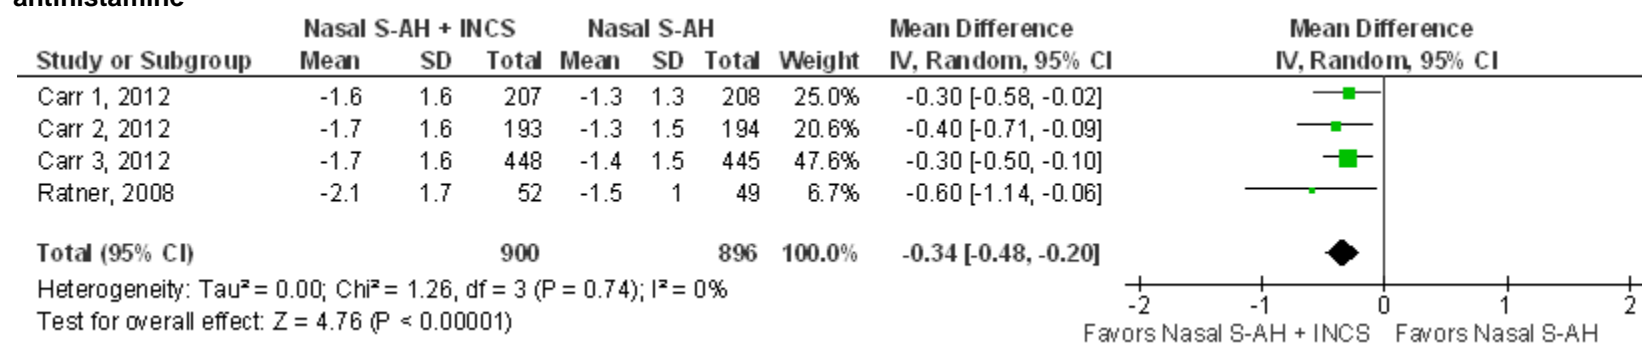 antihistamine
Nasal S-AH + INCS Nasal S-AH Mean Difference Mean Difference
Study or Subgroup Mean SD Total Mean SD Total Weight IV, Random, 95% CI IV, Random, 95% CI
Carr 1, 2012 -1.6 1.6 207 -1.3 1.3 208 25.0% -0.30 [-0.58, -0.02]
Carr 2, 2012 -1.7 1.6 193 -1.3 1.5 194 20.6% -0.40 [-0.71, -0.09]
Carr 3, 2012 -1.7 1.6 448 -1.4 1.5 445 47.6% -0.30 [-0.50, -0.10]
Ratner, 2008 -2.1 1.7 52 -1.5 1 49 6.7% -0.60 [-1.14, -0.06]
Total (95% CI) 900 896 100.0% -0.34 [-0.48, -0.20]
Heterogeneity: Tau² = 0.00; Chi² = 1.26, df = 3 (P = 0.74); I² = 0%
Test for overall effect: Z = 4.76 (P < 0.00001)
-2 -1 0 1 2
Favors Nasal S-AH + INCS Favors Nasal S-AH